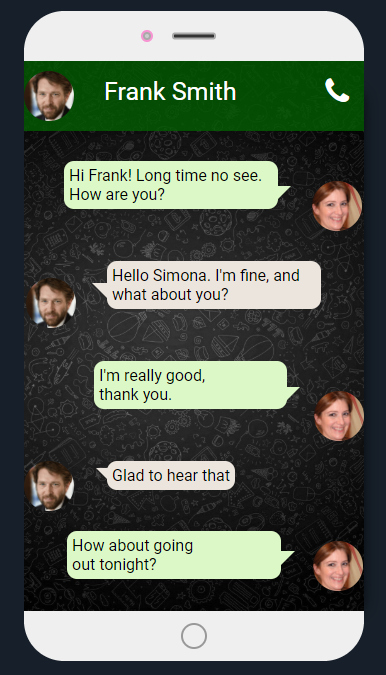 Frank Smith
Hi Frank! Long time no see.
How are you?
Hello Simona. I'm fine, and
what about you?
I'm really good,
thank you.
Glad to hear that
How about going
out tonight?